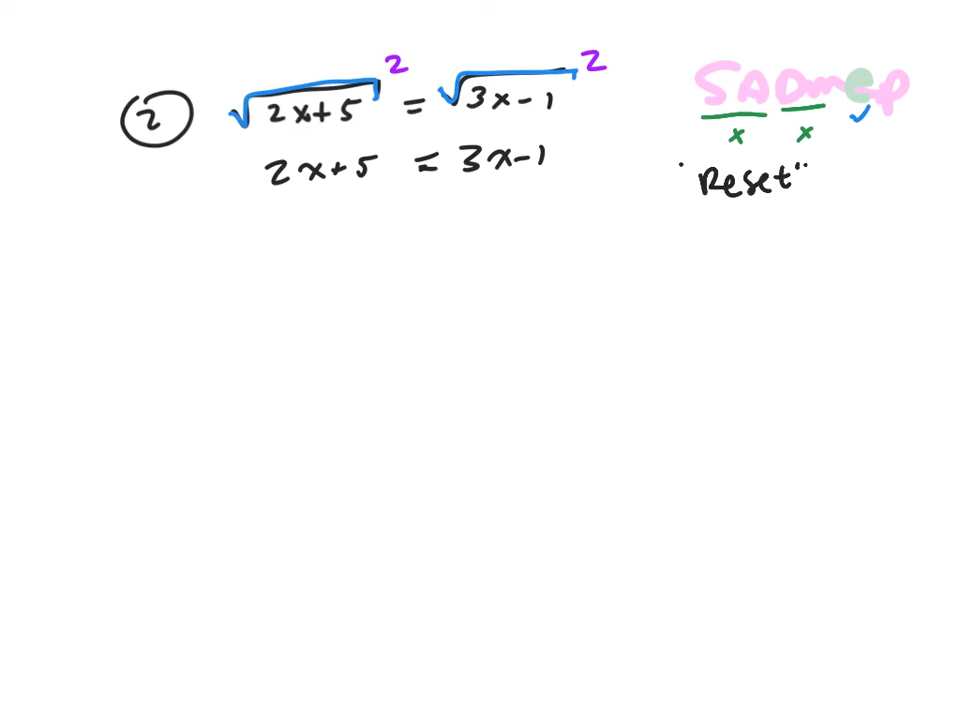 ② √(2x+5)² = √(3x-1)²
SADmep
x x ✓
2x+5 = 3x-1
"Reset"